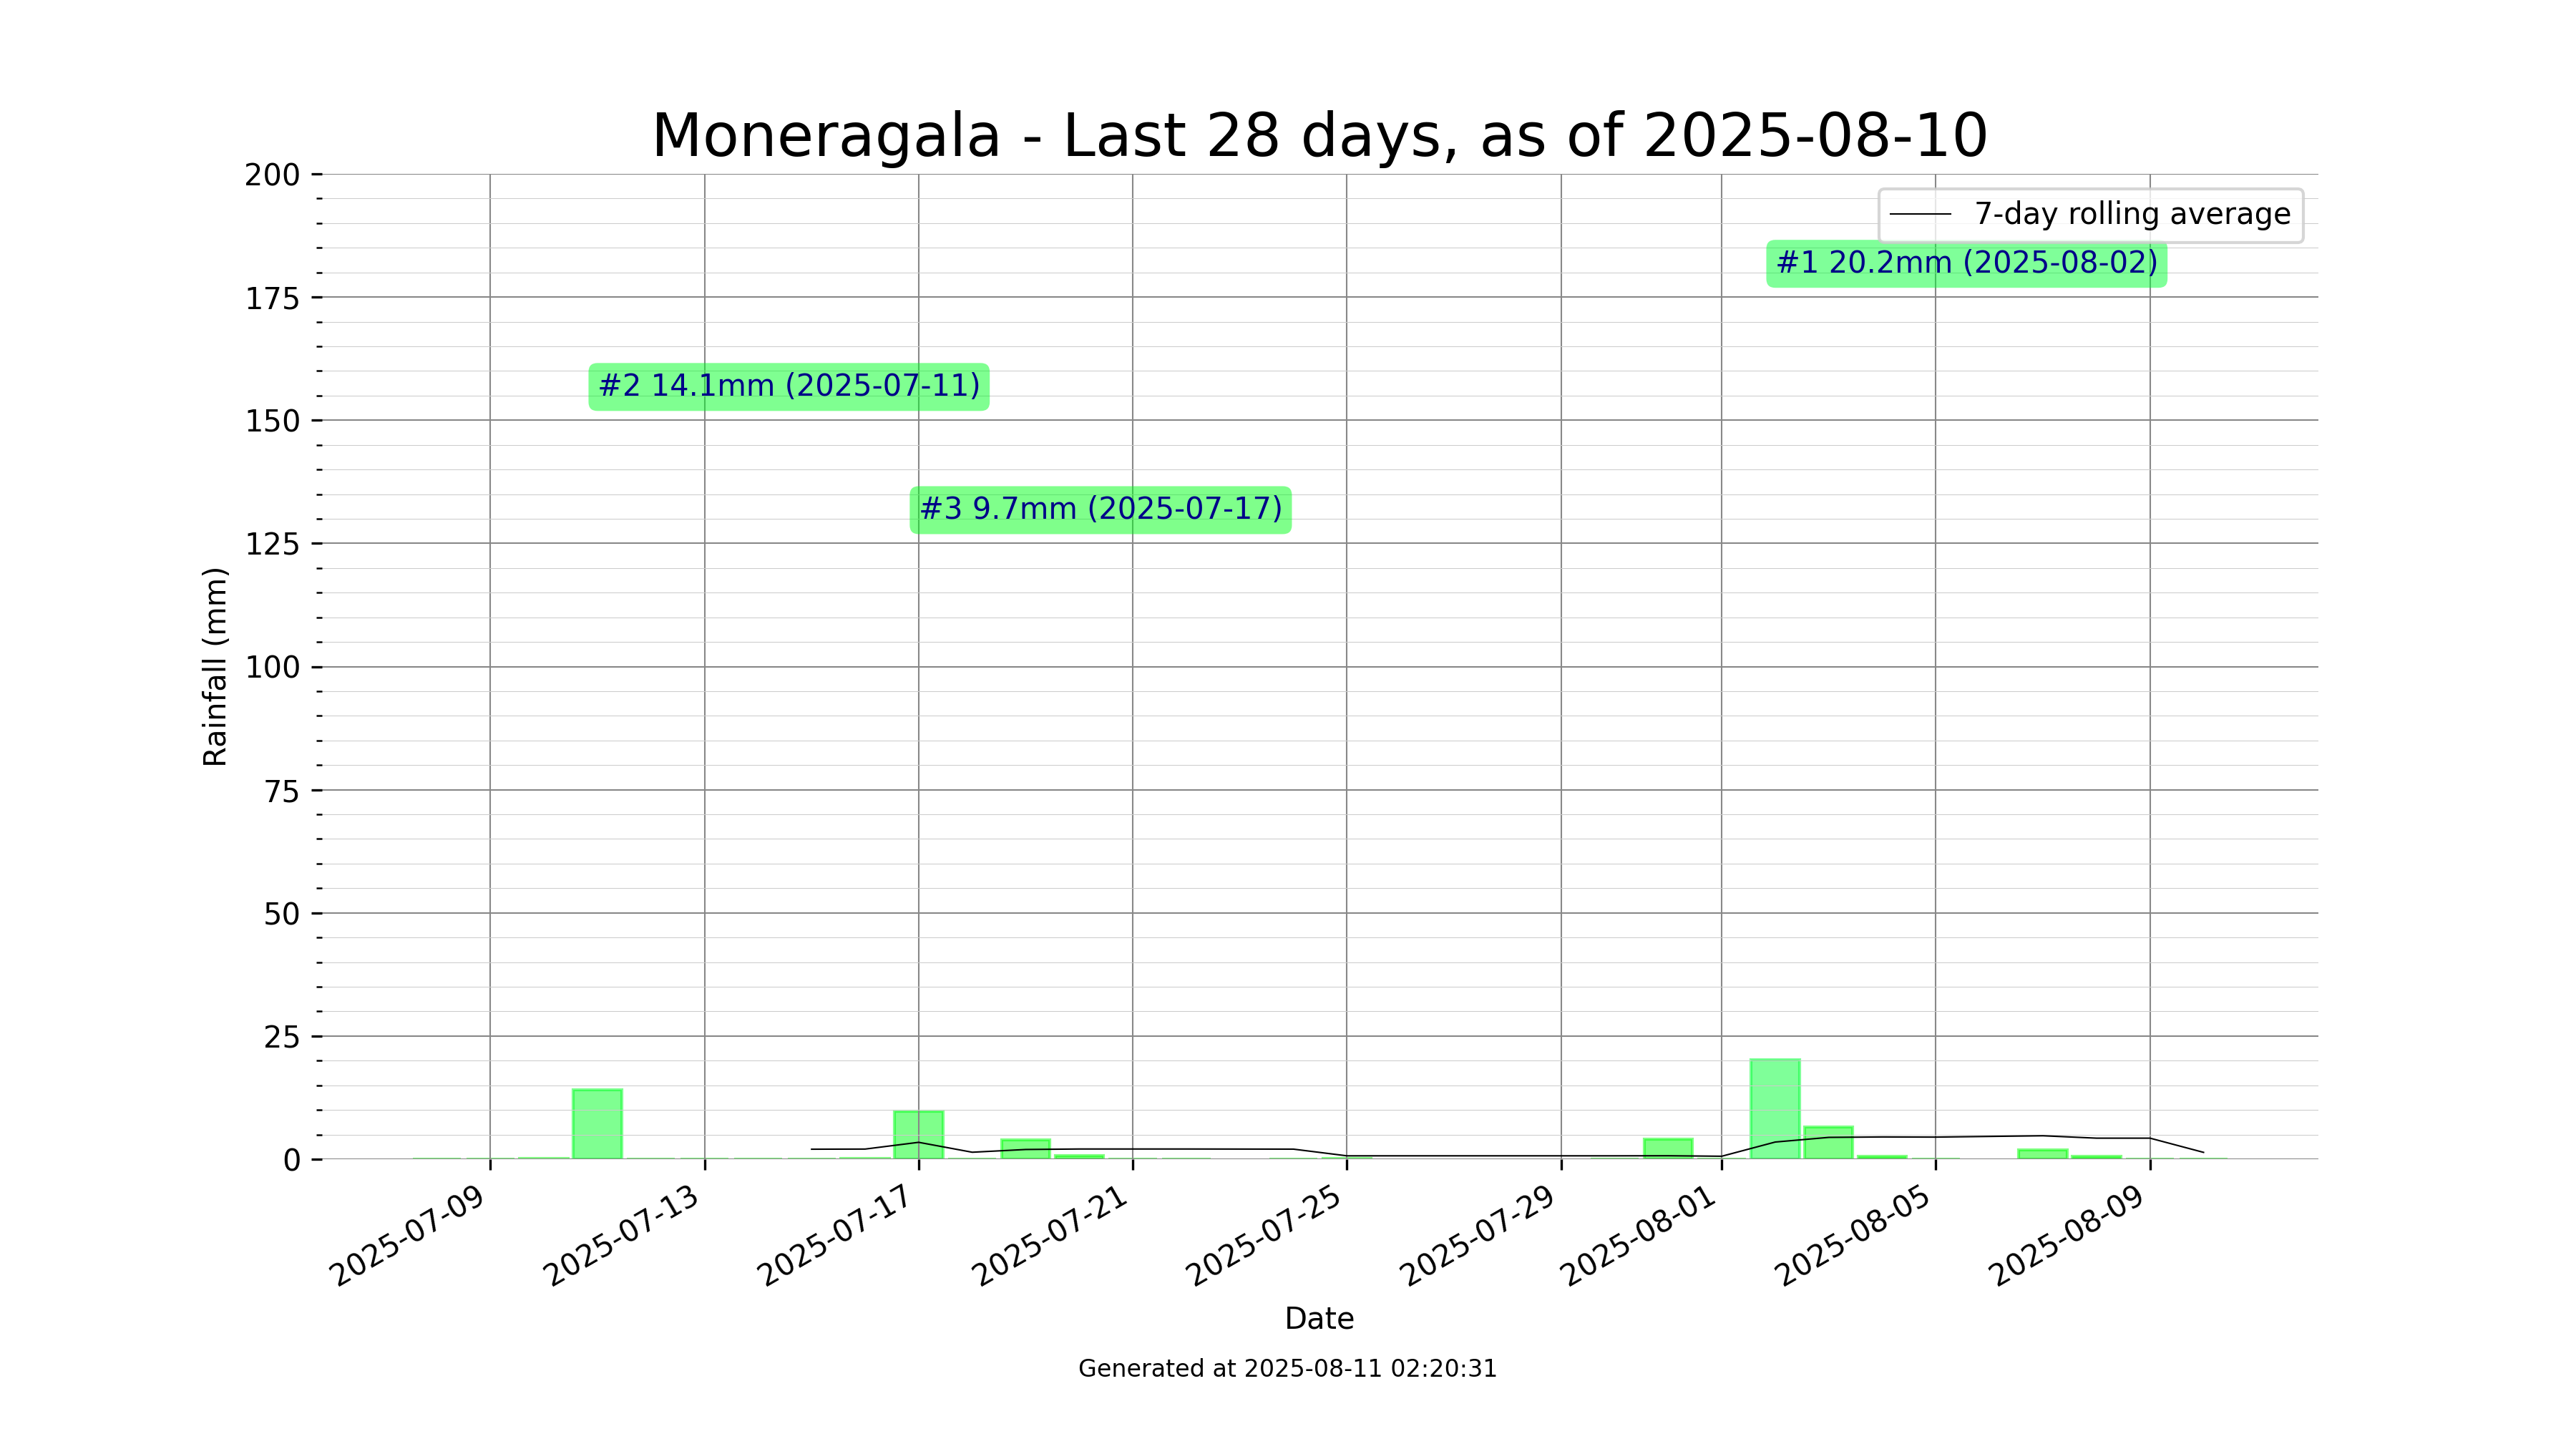 Moneragala - Last 28 days, as of 2025-08-10
200
175
150
125
100
75
50
25
0
Rainfall (mm)
7-day rolling average
#1 20.2mm (2025-08-02)
#2 14.1mm (2025-07-11)
#3 9.7mm (2025-07-17)
2025-07-09
2025-07-13
2025-07-17
2025-07-21
2025-07-25
2025-07-29
2025-08-01
2025-08-05
2025-08-09
Date
Generated at 2025-08-11 02:20:31